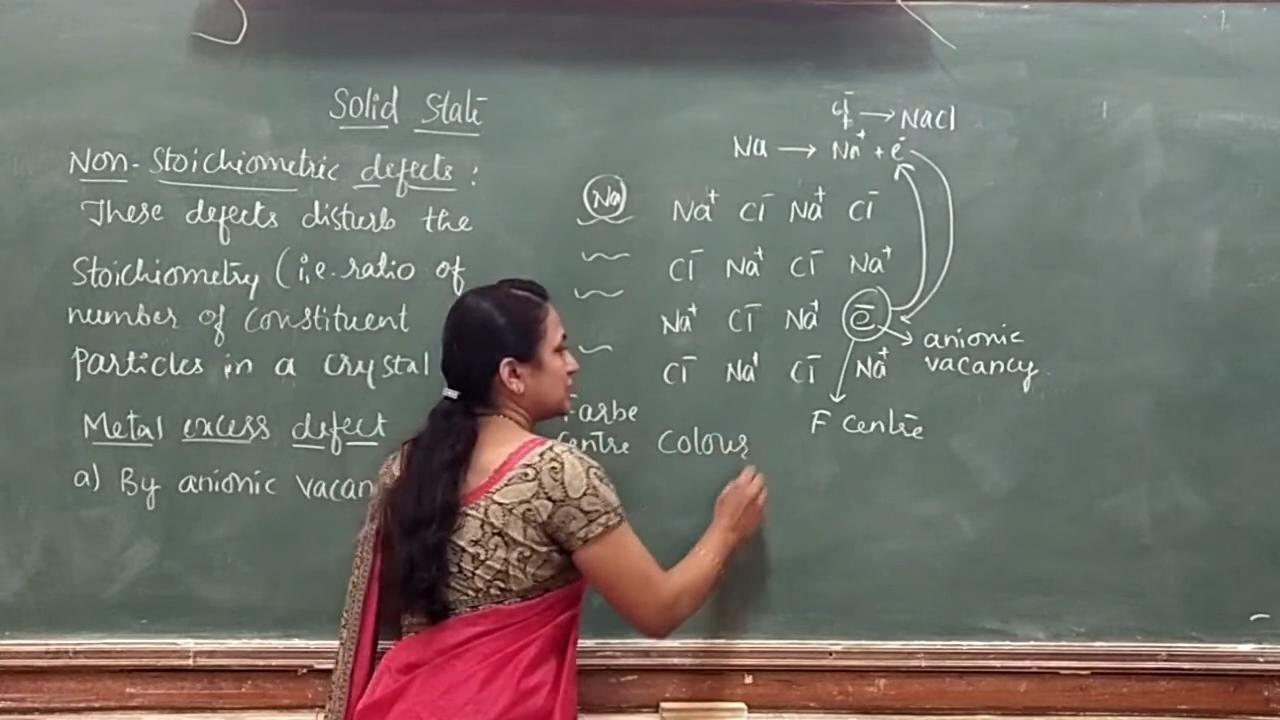 Solid State
Non-Stoichiometric defects :
These defects disturb the
Stoichiometry (i.e. ratio of
number of constituent
particles in a crystal
Metal excess defect
a) By anionic vacan
Cl⁻ → NaCl
Na → Na⁺ + e⁻
Na
Na⁺ Cl⁻ Na⁺ Cl⁻
Cl⁻ Na⁺ Cl⁻ Na⁺
Na⁺ Cl⁻ Na⁺ e⁻
Cl⁻ Na⁺ Cl⁻ Na⁺
anionic
vacancy.
F Centre
Farbe
Centre Colour